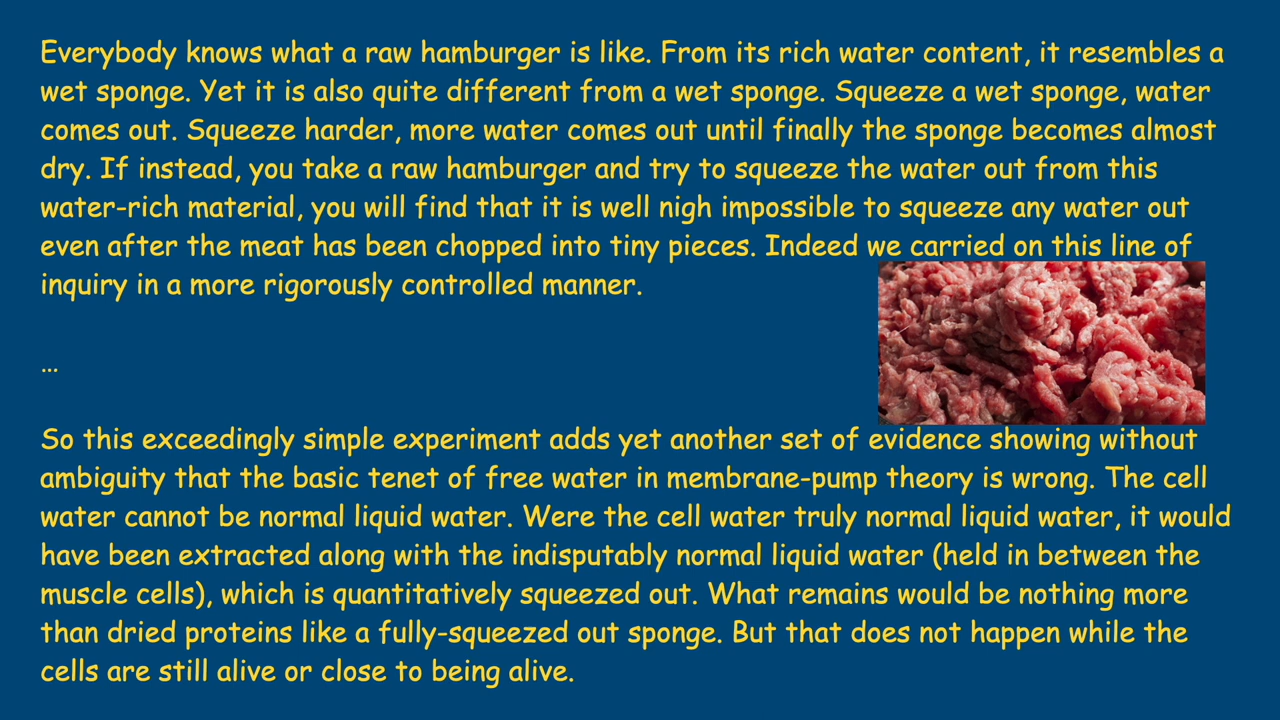 Everybody knows what a raw hamburger is like. From its rich water content, it resembles a
wet sponge. Yet it is also quite different from a wet sponge. Squeeze a wet sponge, water
comes out. Squeeze harder, more water comes out until finally the sponge becomes almost
dry. If instead, you take a raw hamburger and try to squeeze the water out from this
water-rich material, you will find that it is well nigh impossible to squeeze any water out
even after the meat has been chopped into tiny pieces. Indeed we carried on this line of
inquiry in a more rigorously controlled manner.
…
So this exceedingly simple experiment adds yet another set of evidence showing without
ambiguity that the basic tenet of free water in membrane-pump theory is wrong. The cell
water cannot be normal liquid water. Were the cell water truly normal liquid water, it would
have been extracted along with the indisputably normal liquid water (held in between the
muscle cells), which is quantitatively squeezed out. What remains would be nothing more
than dried proteins like a fully-squeezed out sponge. But that does not happen while the
cells are still alive or close to being alive.